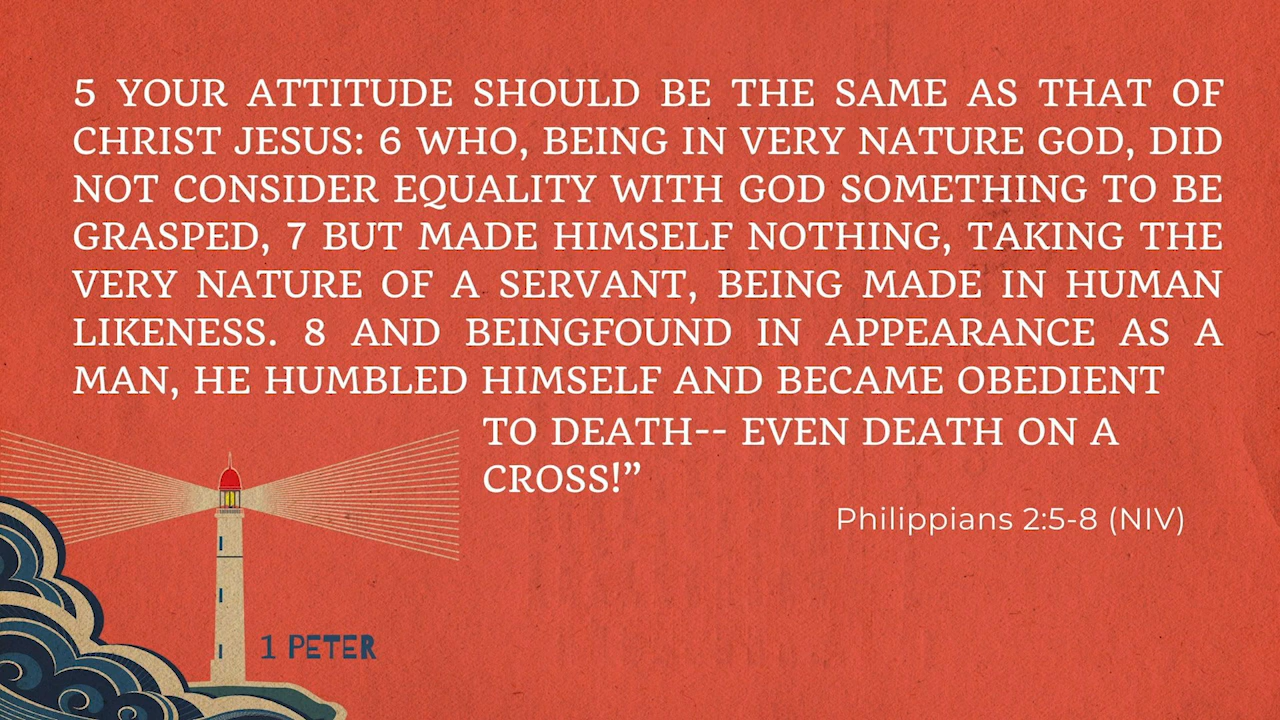 5 YOUR ATTITUDE SHOULD BE THE SAME AS THAT OF
CHRIST JESUS: 6 WHO, BEING IN VERY NATURE GOD, DID
NOT CONSIDER EQUALITY WITH GOD SOMETHING TO BE
GRASPED, 7 BUT MADE HIMSELF NOTHING, TAKING THE
VERY NATURE OF A SERVANT, BEING MADE IN HUMAN
LIKENESS. 8 AND BEINGFOUND IN APPEARANCE AS A
MAN, HE HUMBLED HIMSELF AND BECAME OBEDIENT
TO DEATH-- EVEN DEATH ON A
CROSS!”
Philippians 2:5-8 (NIV)
1 PETER